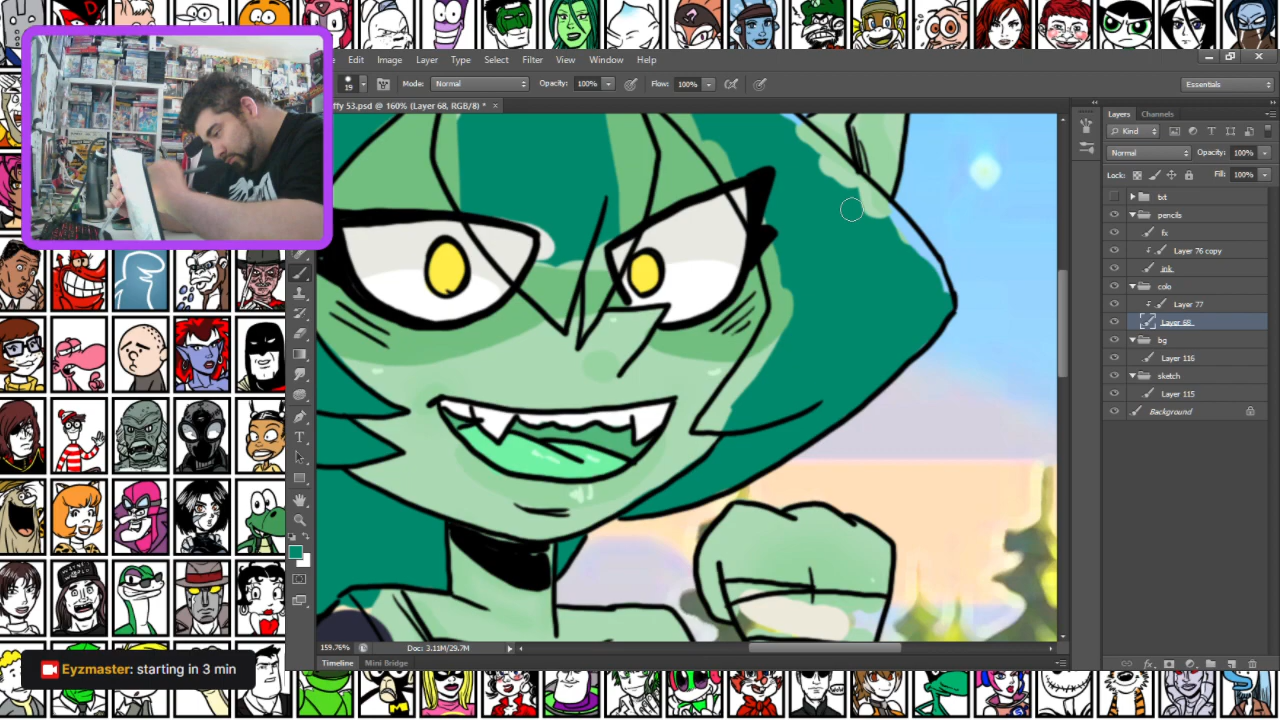 Edit Image Layer Type Select Filter View Window Help
19 Mode: Normal Opacity: 100% Flow: 100% Essentials
ffy 53.psd @ 160% (Layer 68, RGB/8) * ×
Layers Channels
Kind
Normal Opacity: 100%
Lock: Fill: 100%
txt
pencils
fx
Layer 76 copy
ink
colo
Layer 77
Layer 68
bg
Layer 116
sketch
Layer 115
Background
159.76% Doc: 3.11M/29.7M
Timeline Mini Bridge
Eyzmaster: starting in 3 min